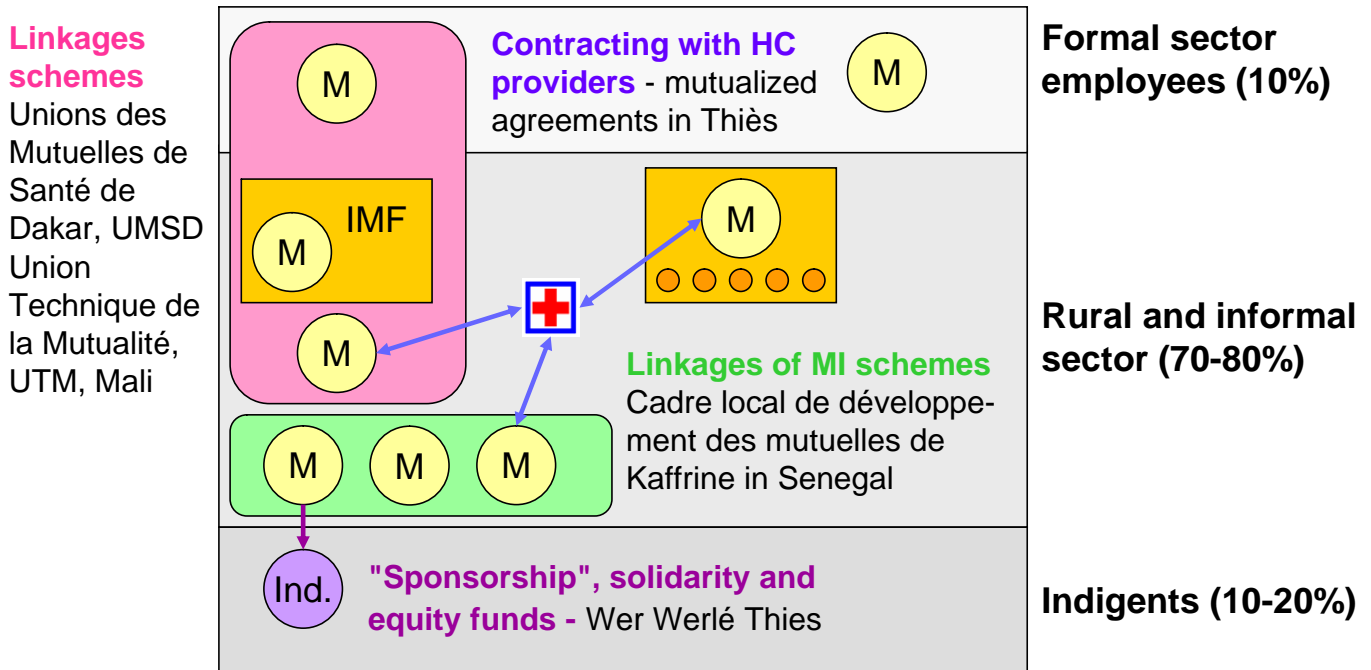 Linkages
schemes
Unions des
Mutuelles de
Santé de
Dakar, UMSD
Union
Technique de
la Mutualité,
UTM, Mali
M
Contracting with HC
providers - mutualized
agreements in Thiès
M
Formal sector
employees (10%)
IMF
M
M
M
Linkages of MI schemes
Cadre local de développe-
ment des mutuelles de
Kaffrine in Senegal
Rural and informal
sector (70-80%)
M
M
M
Ind.
"Sponsorship", solidarity and
equity funds - Wer Werlé Thies
Indigents (10-20%)